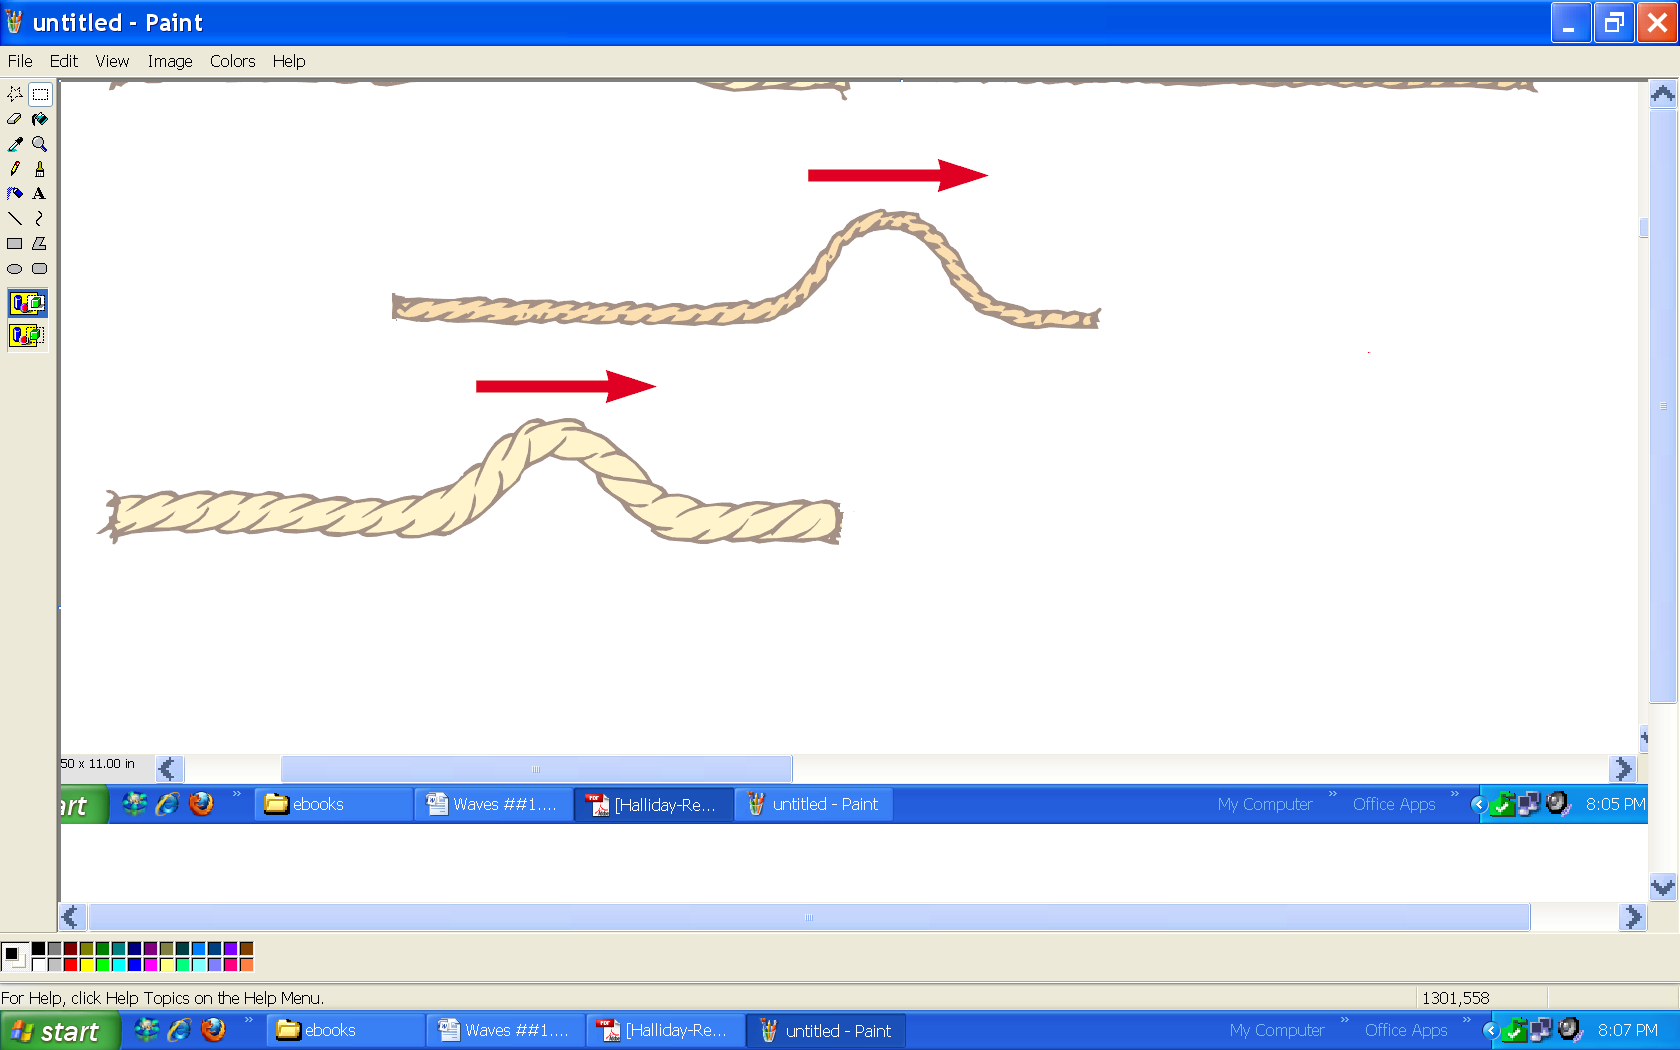 untitled - Paint
File Edit View Image Colors Help
A
50 x 11.00 in
art ebooks Waves ##1.... [Halliday-Re... untitled - Paint My Computer Office Apps 8:05 PM
For Help, click Help Topics on the Help Menu.
1301,558
start ebooks Waves ##1.... [Halliday-Re... untitled - Paint My Computer Office Apps 8:07 PM